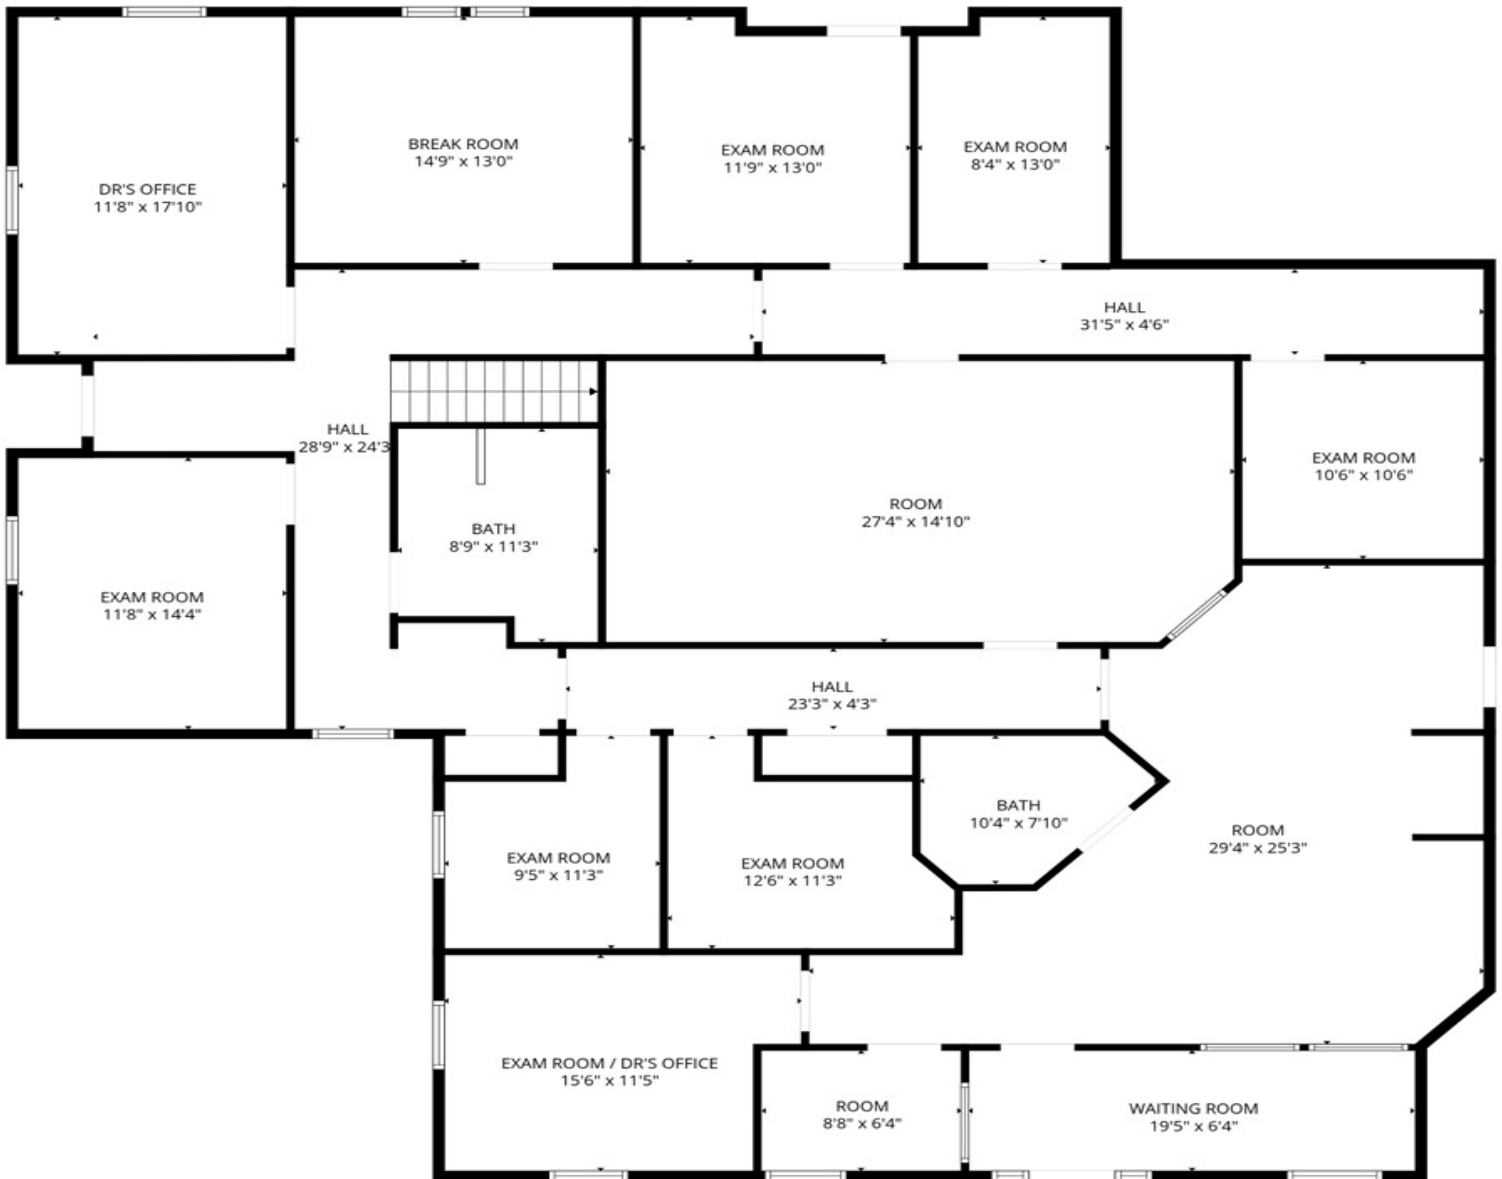 BREAK ROOM
14'9" x 13'0"
EXAM ROOM
11'9" x 13'0"
EXAM ROOM
8'4" x 13'0"
DR'S OFFICE
11'8" x 17'10"
HALL
31'5" x 4'6"
HALL
28'9" x 24'3
EXAM ROOM
10'6" x 10'6"
ROOM
27'4" x 14'10"
BATH
8'9" x 11'3"
EXAM ROOM
11'8" x 14'4"
HALL
23'3" x 4'3"
BATH
10'4" x 7'10"
ROOM
29'4" x 25'3"
EXAM ROOM
9'5" x 11'3"
EXAM ROOM
12'6" x 11'3"
EXAM ROOM / DR'S OFFICE
15'6" x 11'5"
ROOM
8'8" x 6'4"
WAITING ROOM
19'5" x 6'4"